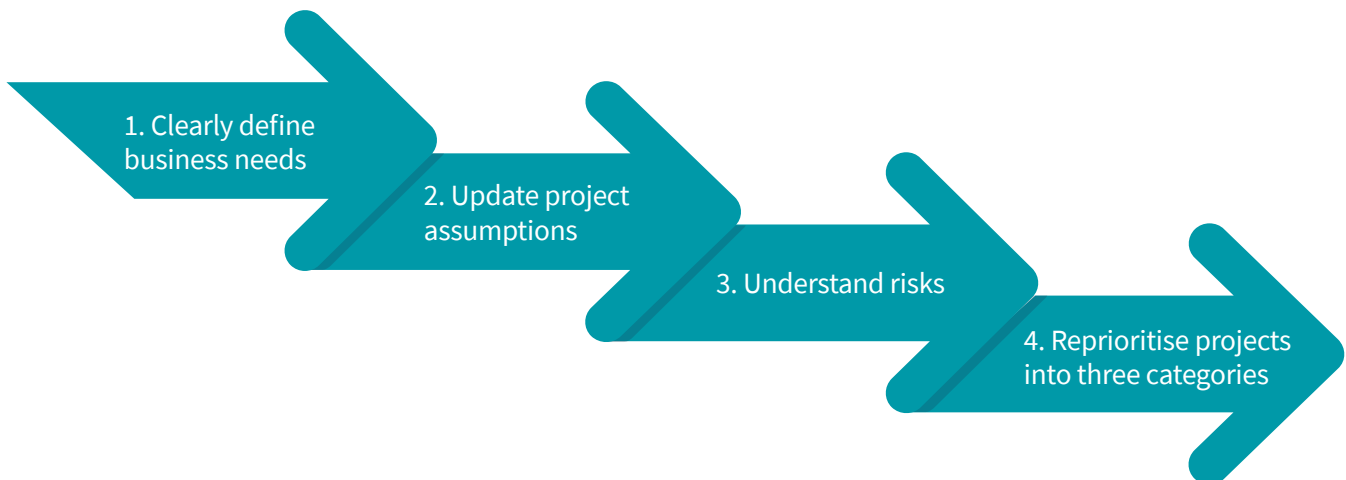 1. Clearly define
business needs
2. Update project
assumptions
3. Understand risks
4. Reprioritise projects
into three categories